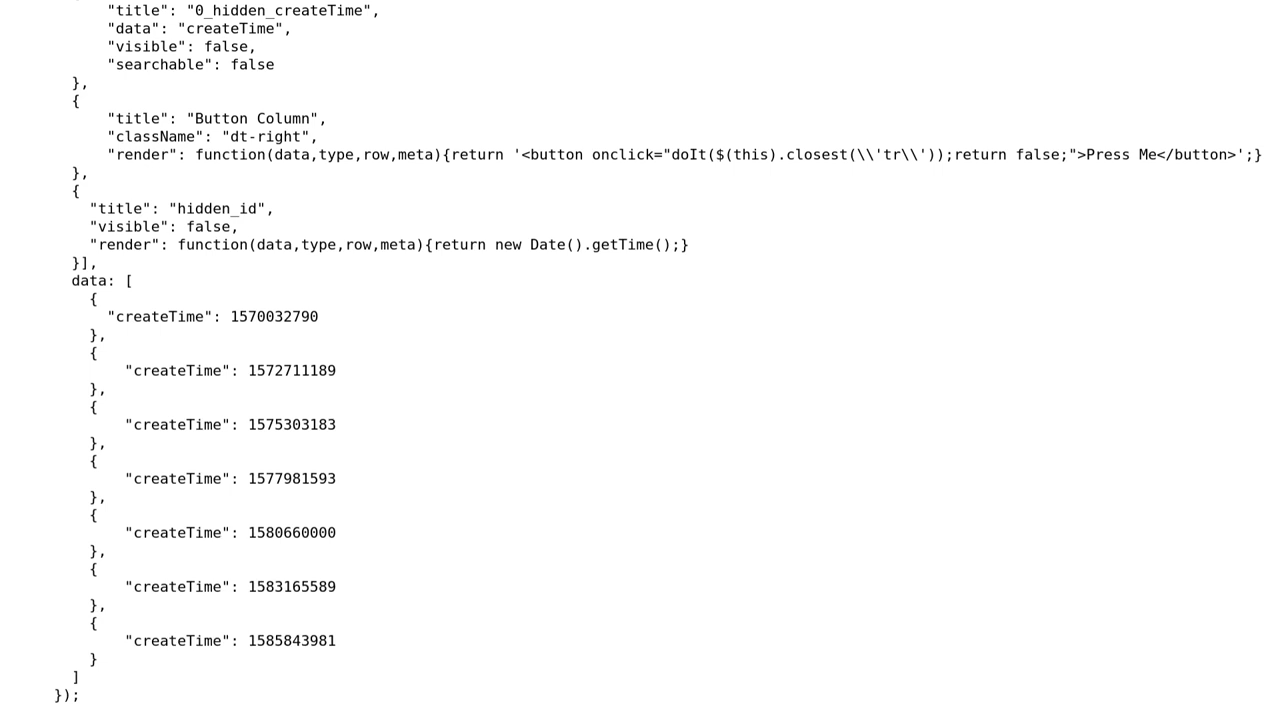 "title": "0_hidden_createTime",
"data": "createTime",
"visible": false,
"searchable": false
},
{
"title": "Button Column",
"className": "dt-right",
"render": function(data,type,row,meta){return '<button onclick="doIt($(this).closest(\\'tr\\'));return false;">Press Me</button>';}
},
{
"title": "hidden_id",
"visible": false,
"render": function(data,type,row,meta){return new Date().getTime();}
}],
data: [
{
"createTime": 1570032790
},
{
"createTime": 1572711189
},
{
"createTime": 1575303183
},
{
"createTime": 1577981593
},
{
"createTime": 1580660000
},
{
"createTime": 1583165589
},
{
"createTime": 1585843981
}
]
});